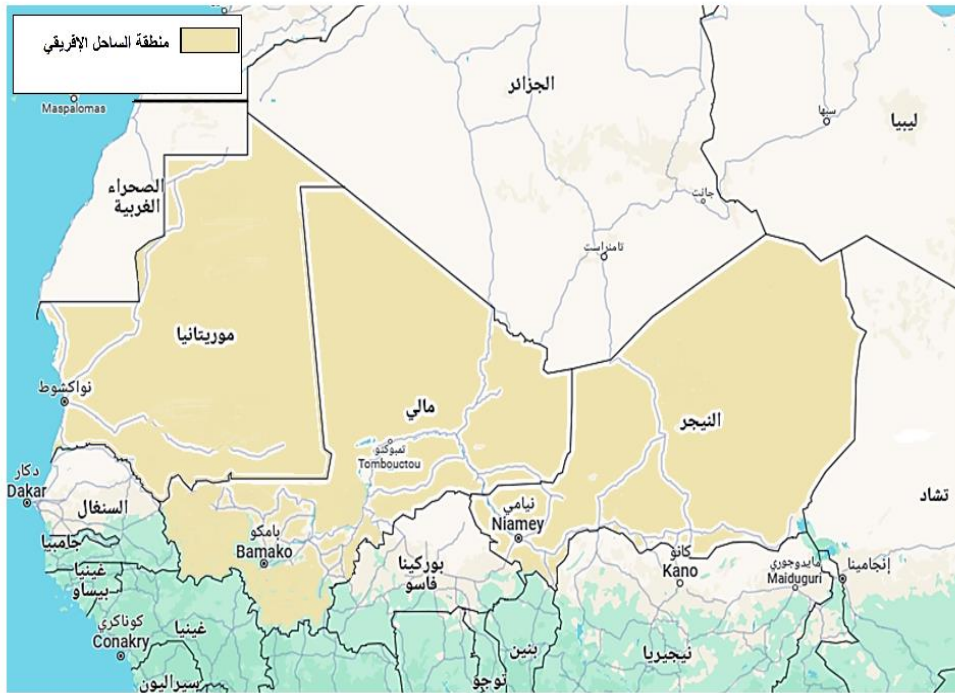 منطقة الساحل الإفريقي
Maspalomas
الجزائر
سبها
ليبيا
الصحراء
الغربية
جانت
تامنراست
موريتانيا
نواكشوط
مالي
تمبوكتو
Tombouctou
النيجر
تشاد
دكار
Dakar
السنغال
جامبيا
غينيا
بيساو
بامكو
Bamako
نيامي
Niamey
بوركينا
فاسو
كانو
Kano
مايدوجوري
Maiduguri
إنجامينا
كوناكري
Conakry
غينيا
سيراليون
توجو
بنين
نيجيريا